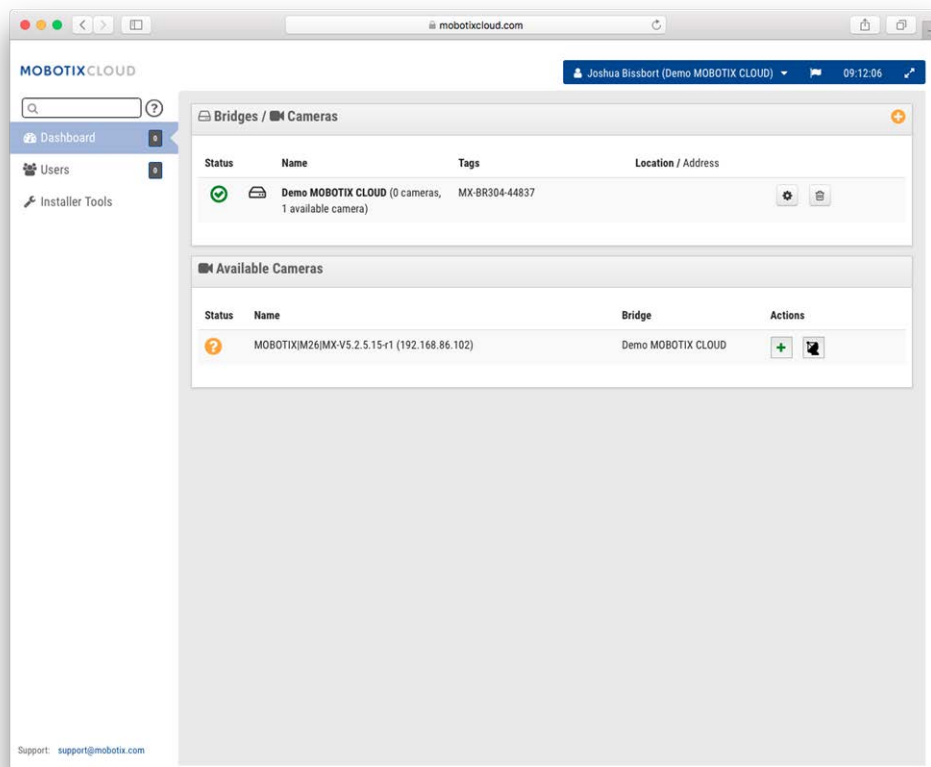 mobotixcloud.com
MOBOTIXCLOUD
Joshua Bissbort (Demo MOBOTIX CLOUD) 09:12:06
?
Dashboard 0
Users 0
Installer Tools
Bridges / Cameras
Status Name Tags Location / Address
Demo MOBOTIX CLOUD (0 cameras, MX-BR304-44837
1 available camera)
Available Cameras
Status Name Bridge Actions
? MOBOTIX|M26|MX-V5.2.5.15-r1 (192.168.86.102) Demo MOBOTIX CLOUD +
Support: support@mobotix.com